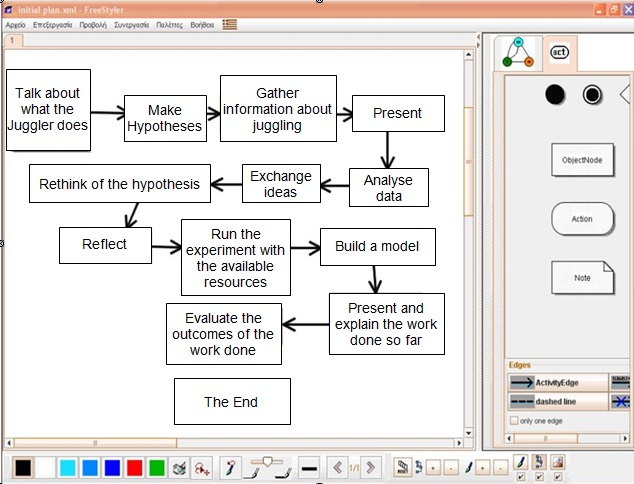 initial plan.xml - FreeStyler
Αρχείο Επεξεργασία Προβολή Συνεργασία Παλέτες Βοήθεια
1
act
Talk about
what the
Juggler does
Make
Hypotheses
Gather
information about
juggling
Present
Rethink of the hypothesis
Exchange
ideas
Analyse
data
Reflect
Run the
experiment with
the available
resources
Build a model
Evaluate the
outcomes of the
work done
Present and
explain the work
done so far
The End
ObjectNode
Action
Note
Edges
ActivityEdge
dashed line
only one edge
1/1